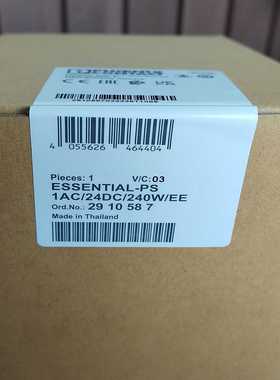 4 055626 464404
Pieces: 1 V/C: 03
ESSENTIAL-PS
1AC/24DC/240W/EE
Ord.No.: 29 10 58 7
Made in Thailand